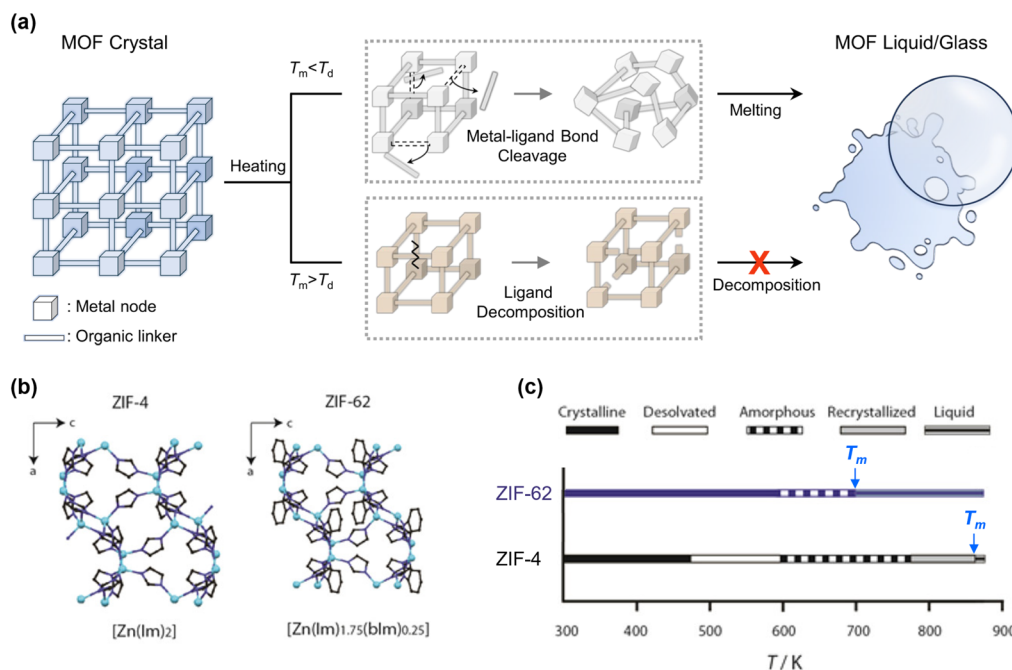 (a)
MOF Crystal
MOF Liquid/Glass
Tm<Td
Heating
Metal-ligand Bond
Cleavage
Melting
Tm>Td
Ligand
Decomposition
X
Decomposition
: Metal node
: Organic linker
(b)
ZIF-4
ZIF-62
c
a
c
a
[Zn(Im)2]
[Zn(Im)1.75(bIm)0.25]
(c)
Crystalline Desolvated Amorphous Recrystallized Liquid
Tm
ZIF-62
Tm
ZIF-4
300 400 500 600 700 800 900
T / K